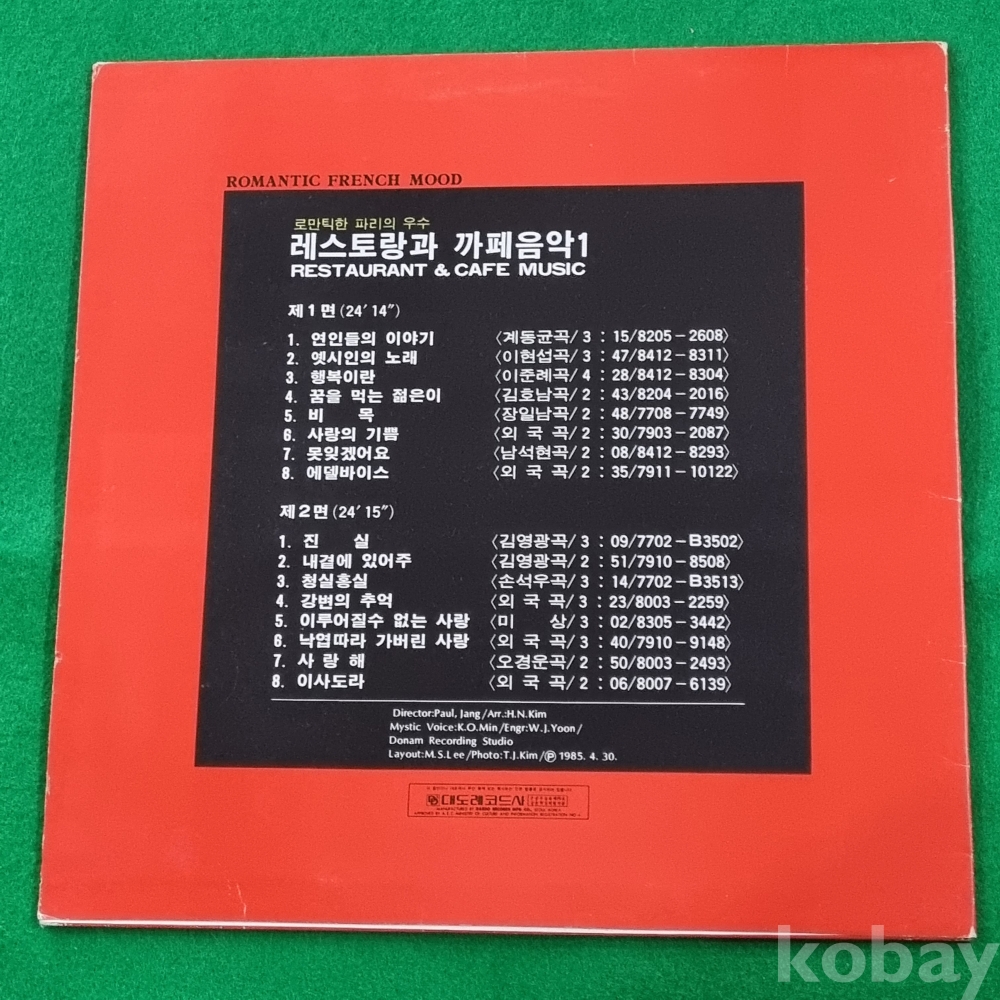 ROMANTIC FRENCH MOOD
로만틱한 파리의 우수
레스토랑과 까페음악1
RESTAURANT & CAFE MUSIC
제1면(24′14″)
1. 연인들의 이야기 〈계동균곡/3 : 15/8205-2608〉
2. 옛시인의 노래 〈이현섭곡/3 : 47/8412-8311〉
3. 행복이란 〈이준례곡/4 : 28/8412-8304〉
4. 꿈을 먹는 젊은이 〈김호남곡/2 : 43/8204-2016〉
5. 비 목 〈장일남곡/2 : 48/7708-7749〉
6. 사랑의 기쁨 〈외 국 곡/2 : 30/7903-2087〉
7. 못잊겠어요 〈남석현곡/2 : 08/8412-8293〉
8. 에델바이스 〈외 국 곡/2 : 35/7911-10122〉
제2면(24′15″)
1. 진 실 〈김영광곡/3 : 09/7702-B3502〉
2. 내곁에 있어주 〈김영광곡/2 : 51/7910-8508〉
3. 청실홍실 〈손석우곡/3 : 14/7702-B3513〉
4. 강변의 추억 〈외 국 곡/3 : 23/8003-2259〉
5. 이루어질수 없는 사랑 〈미 상/3 : 02/8305-3442〉
6. 낙엽따라 가버린 사랑 〈외 국 곡/3 : 40/7910-9148〉
7. 사 랑 해 〈오경운곡/2 : 50/8003-2493〉
8. 이사도라 〈외 국 곡/2 : 06/8007-6139〉
Director:Paul, Jang/Arr.:H.N.Kim
Mystic Voice:K.O.Min/Engr:W.J.Yoon/
Donam Recording Studio
Layout:M.S.Lee/Photo:T.J.Kim/Ⓟ 1985. 4. 30.
대도레코드사
kobay